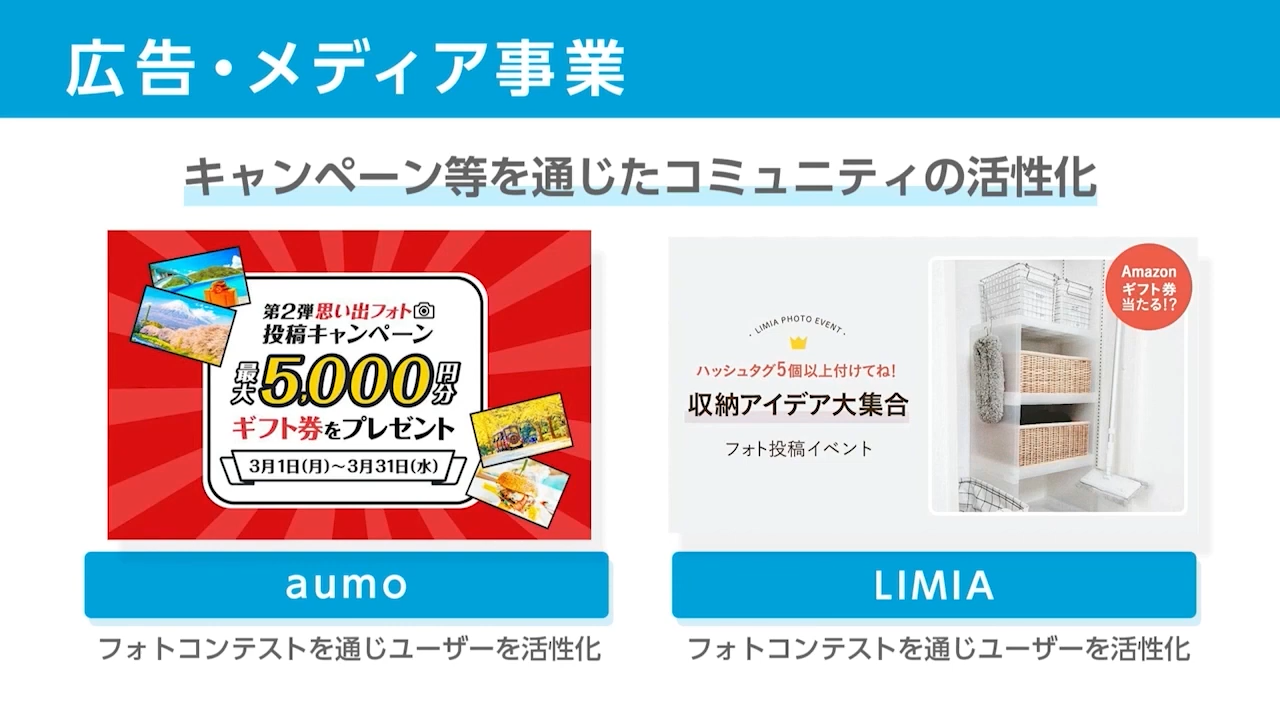 広告・メディア事業
キャンペーン等を通じたコミュニティの活性化
第2弾思い出フォト
投稿キャンペーン
最大5,000円分
ギフト券をプレゼント
3月1日(月)～3月31日(水)
aumo
フォトコンテストを通じユーザーを活性化
Amazon
ギフト券
当たる!?
・LIMIA PHOTO EVENT・
ハッシュタグ5個以上付けてね!
収納アイデア大集合
フォト投稿イベント
LIMIA
フォトコンテストを通じユーザーを活性化